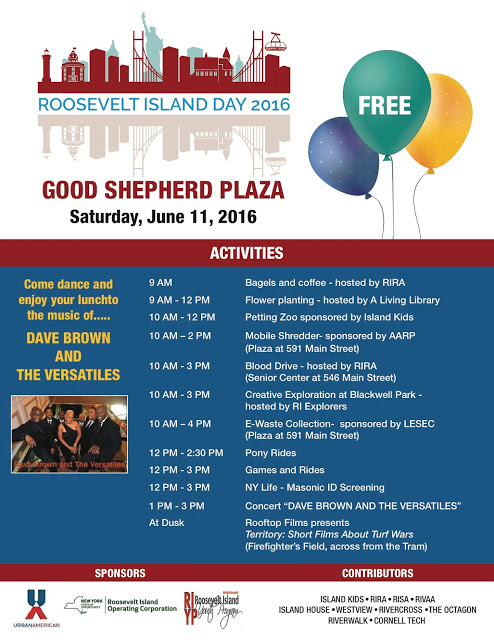 ROOSEVELT ISLAND DAY 2016
FREE
GOOD SHEPHERD PLAZA
Saturday, June 11, 2016
ACTIVITIES
Come dance and
enjoy your lunchto
the music of.....
DAVE BROWN
AND
THE VERSATILES
Dave Brown and The Versatiles
9 AM Bagels and coffee - hosted by RIRA
9 AM - 12 PM Flower planting - hosted by A Living Library
10 AM - 12 PM Petting Zoo sponsored by Island Kids
10 AM – 2 PM Mobile Shredder- sponsored by AARP
(Plaza at 591 Main Street)
10 AM - 3 PM Blood Drive - hosted by RIRA
(Senior Center at 546 Main Street)
10 AM - 3 PM Creative Exploration at Blackwell Park -
hosted by RI Explorers
10 AM – 4 PM E-Waste Collection- sponsored by LESEC
(Plaza at 591 Main Street)
12 PM - 2:30 PM Pony Rides
12 PM - 3 PM Games and Rides
12 PM - 3 PM NY Life - Masonic ID Screening
1 PM - 3 PM Concert “DAVE BROWN AND THE VERSATILES”
At Dusk Rooftop Films presents
Territory: Short Films About Turf Wars
(Firefighter’s Field, across from the Tram)
SPONSORS
URBANAMERICAN
NEW YORK
STATE OF
OPPORTUNITY.
Roosevelt Island
Operating Corporation
RI
YP
Roosevelt Island
Youth Program
CONTRIBUTORS
ISLAND KIDS • RIRA • RISA • RIVAA
ISLAND HOUSE • WESTVIEW • RIVERCROSS •THE OCTAGON
RIVERWALK • CORNELL TECH